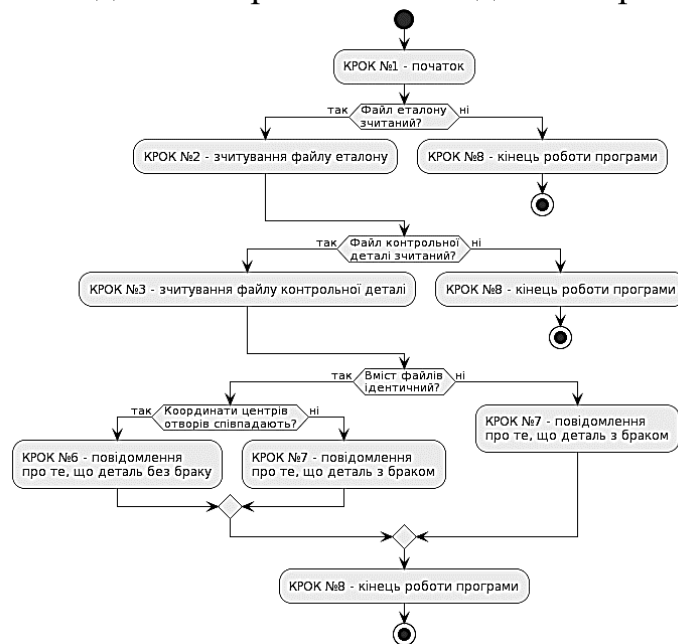 КРОК №1 - початок
так
Файл еталону
зчитаний?
ні
КРОК №2 - зчитування файлу еталону
КРОК №8 - кінець роботи програми
так
Файл контрольної
деталі зчитаний?
ні
КРОК №3 - зчитування файлу контрольної деталі
КРОК №8 - кінець роботи програми
так
Вміст файлів
ідентичний?
ні
так
Координати центрів
отворів співпадають?
ні
КРОК №6 - повідомлення
про те, що деталь без браку
КРОК №7 - повідомлення
про те, що деталь з браком
КРОК №7 - повідомлення
про те, що деталь з браком
КРОК №8 - кінець роботи програми